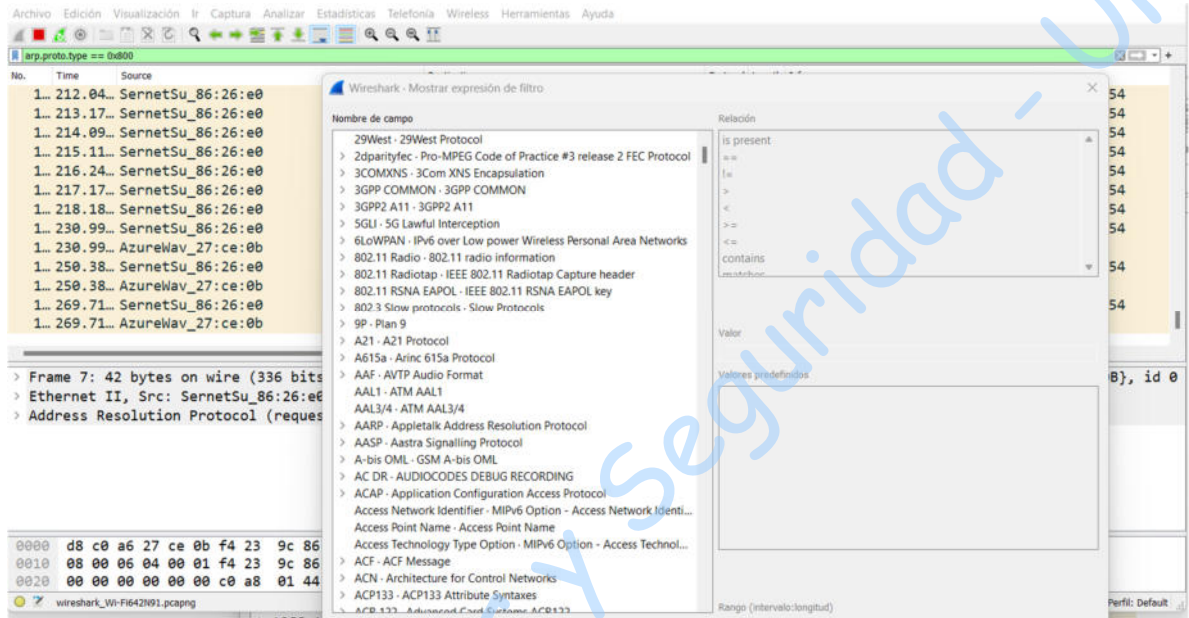 Archivo Edición Visualización Ir Captura Analizar Estadísticas Telefonía Wireless Herramientas Ayuda
arp.proto.type == 0x800
No. Time Source
1… 212.04… SernetSu_86:26:e0 54
1… 213.17… SernetSu_86:26:e0 54
1… 214.09… SernetSu_86:26:e0 54
1… 215.11… SernetSu_86:26:e0 54
1… 216.24… SernetSu_86:26:e0 54
1… 217.17… SernetSu_86:26:e0 54
1… 218.18… SernetSu_86:26:e0 54
1… 230.99… SernetSu_86:26:e0
1… 230.99… AzureWav_27:ce:0b
1… 250.38… SernetSu_86:26:e0 54
1… 250.38… AzureWav_27:ce:0b
1… 269.71… SernetSu_86:26:e0 54
1… 269.71… AzureWav_27:ce:0b
Frame 7: 42 bytes on wire (336 bits
B}, id 0
Ethernet II, Src: SernetSu_86:26:e0
Address Resolution Protocol (reques
0000 d8 c0 a6 27 ce 0b f4 23 9c 86
0010 08 00 06 04 00 01 f4 23 9c 86
0020 00 00 00 00 00 00 c0 a8 01 44
wireshark_Wi-Fi642N91.pcapng
Perfil: Default
Wireshark · Mostrar expresión de filtro
Nombre de campo
29West · 29West Protocol
2dparityfec · Pro-MPEG Code of Practice #3 release 2 FEC Protocol
3COMXNS · 3Com XNS Encapsulation
3GPP COMMON · 3GPP COMMON
3GPP2 A11 · 3GPP2 A11
5GLI · 5G Lawful Interception
6LoWPAN · IPv6 over Low power Wireless Personal Area Networks
802.11 Radio · 802.11 radio information
802.11 Radiotap · IEEE 802.11 Radiotap Capture header
802.11 RSNA EAPOL · IEEE 802.11 RSNA EAPOL key
802.3 Slow protocols · Slow Protocols
9P · Plan 9
A21 · A21 Protocol
A615a · Arinc 615a Protocol
AAF · AVTP Audio Format
AAL1 · ATM AAL1
AAL3/4 · ATM AAL3/4
AARP · Appletalk Address Resolution Protocol
AASP · Aastra Signalling Protocol
A-bis OML · GSM A-bis OML
AC DR · AUDIOCODES DEBUG RECORDING
ACAP · Application Configuration Access Protocol
Access Network Identifier · MIPv6 Option - Access Network Identi...
Access Point Name · Access Point Name
Access Technology Type Option · MIPv6 Option - Access Technol...
ACF · ACF Message
ACN · Architecture for Control Networks
ACP133 · ACP133 Attribute Syntaxes
ACR 122 · Advanced Card Systems ACR122
Relación
is present
==
!=
>
<
>=
<=
contains
matches
Valor
Valores predefinidos
Rango (intervalo:longitud)
y Seguridad - U